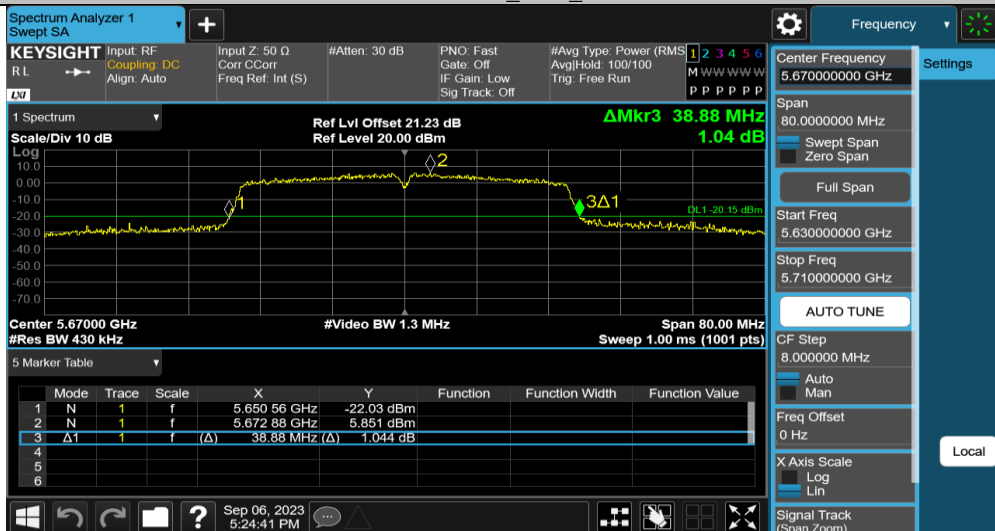 Spectrum Analyzer 1
Swept SA
+
Frequency
KEYSIGHT
R L
LXI
Input: RF
Coupling: DC
Align: Auto
Input Z: 50 Ω
Corr CCorr
Freq Ref: Int (S)
#Atten: 30 dB
PNO: Fast
Gate: Off
IF Gain: Low
Sig Track: Off
#Avg Type: Power (RMS
Avg|Hold: 100/100
Trig: Free Run
1 2 3 4 5 6
M W W W W W
P P P P P P
1 Spectrum
Scale/Div 10 dB
Ref Lvl Offset 21.23 dB
Ref Level 20.00 dBm
ΔMkr3 38.88 MHz
1.04 dB
Log
10.0
0.00
-10.0
-20.0
-30.0
-40.0
-50.0
-60.0
-70.0
1
2
3Δ1
DL1 -20.15 dBm
Center 5.67000 GHz
#Video BW 1.3 MHz
Span 80.00 MHz
#Res BW 430 kHz
Sweep 1.00 ms (1001 pts)
5 Marker Table
Mode Trace Scale X Y Function Function Width Function Value
1 N 1 f 5.650 56 GHz -22.03 dBm
2 N 1 f 5.672 88 GHz 5.851 dBm
3 Δ1 1 f (Δ) 38.88 MHz (Δ) 1.044 dB
4
5
6
Sep 06, 2023
5:24:41 PM
?
Center Frequency
5.670000000 GHz
Settings
Span
80.0000000 MHz
Swept Span
Zero Span
Full Span
Start Freq
5.630000000 GHz
Stop Freq
5.710000000 GHz
AUTO TUNE
CF Step
8.000000 MHz
Auto
Man
Freq Offset
0 Hz
Local
X Axis Scale
Log
Lin
Signal Track
(Span Zoom)